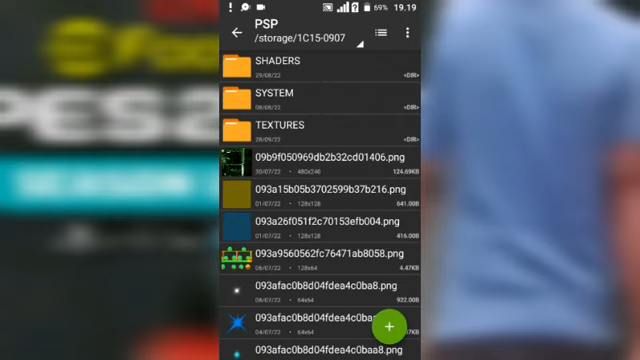 69% 19.19
PSP
/storage/1C15-0907
SHADERS
29/08/22 <DIR>
SYSTEM
08/08/22 <DIR>
TEXTURES
28/09/22 <DIR>
09b9f050969db2b32cd01406.png
30/07/22 • 480x240 124.69KB
093a15b05b3702599b37b216.png
01/07/22 • 128x128 641.00B
093a26f051f2c70153efb004.png
01/07/22 • 128x128 416.00B
093a9560562fc76471ab8058.png
06/07/22 • 128x64 4.47KB
093afac0b8d04fdea4c0ba8.png
08/07/22 • 64x64 922.00B
093afac0b8d04fdea4c0ba
04/07/22 • 64x64
093afac0b8d04fdea4c0baa8.png
PES 2